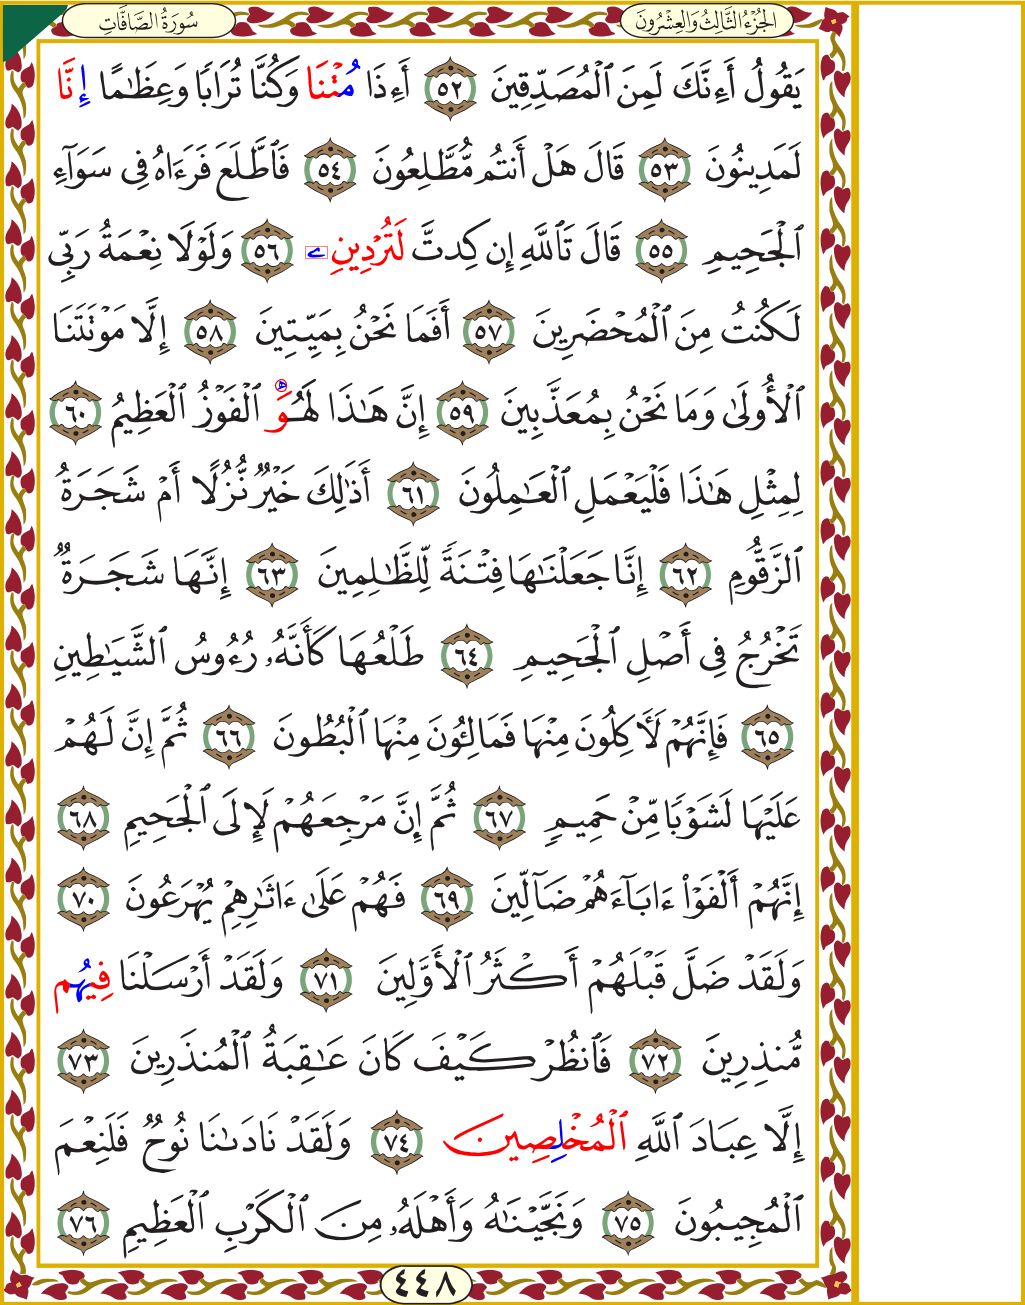 سُورَةُ الصَّافَّاتِ
الجُزْءُ الثَّالِثُ وَالعِشْرُونَ
يَقُولُ أَءِنَّكَ لَمِنَ ٱلْمُصَدِّقِينَ ٥٢ أَءِذَا مُتْنَا وَكُنَّا تُرَابًا وَعِظَامًا إِنَّا
لَمَدِينُونَ ٥٣ قَالَ هَلْ أَنتُم مُّطَّلِعُونَ ٥٤ فَٱطَّلَعَ فَرَءَاهُ فِى سَوَآءِ
ٱلْجَحِيمِ ٥٥ قَالَ تَٱللَّهِ إِن كِدتَّ لَتُرْدِينِۦ ٥٦ وَلَوْلَا نِعْمَةُ رَبِّى
لَكُنتُ مِنَ ٱلْمُحْضَرِينَ ٥٧ أَفَمَا نَحْنُ بِمَيِّتِينَ ٥٨ إِلَّا مَوْتَتَنَا
ٱلْأُولَىٰ وَمَا نَحْنُ بِمُعَذَّبِينَ ٥٩ إِنَّ هَٰذَا لَهُوَ ٱلْفَوْزُ ٱلْعَظِيمُ ٦٠
لِمِثْلِ هَٰذَا فَلْيَعْمَلِ ٱلْعَٰمِلُونَ ٦١ أَذَٰلِكَ خَيْرٌ نُّزُلًا أَمْ شَجَرَةُ
ٱلزَّقُّومِ ٦٢ إِنَّا جَعَلْنَٰهَا فِتْنَةً لِّلظَّٰلِمِينَ ٦٣ إِنَّهَا شَجَرَةٌ
تَخْرُجُ فِى أَصْلِ ٱلْجَحِيمِ ٦٤ طَلْعُهَا كَأَنَّهُۥ رُءُوسُ ٱلشَّيَٰطِينِ
٦٥ فَإِنَّهُمْ لَأَكِلُونَ مِنْهَا فَمَالِـُٔونَ مِنْهَا ٱلْبُطُونَ ٦٦ ثُمَّ إِنَّ لَهُمْ
عَلَيْهَا لَشَوْبًا مِّنْ حَمِيمٍ ٦٧ ثُمَّ إِنَّ مَرْجِعَهُمْ لَإِلَى ٱلْجَحِيمِ ٦٨
إِنَّهُمْ أَلْفَوْا۟ ءَابَآءَهُمْ ضَآلِّينَ ٦٩ فَهُمْ عَلَىٰ ءَاثَٰرِهِمْ يُهْرَعُونَ ٧٠
وَلَقَدْ ضَلَّ قَبْلَهُمْ أَكْثَرُ ٱلْأَوَّلِينَ ٧١ وَلَقَدْ أَرْسَلْنَا فِيهُم
مُّنذِرِينَ ٧٢ فَٱنظُرْ كَيْفَ كَانَ عَٰقِبَةُ ٱلْمُنذَرِينَ ٧٣
إِلَّا عِبَادَ ٱللَّهِ ٱلْمُخْلِصِينَ ٧٤ وَلَقَدْ نَادَىٰنَا نُوحٌ فَلَنِعْمَ
ٱلْمُجِيبُونَ ٧٥ وَنَجَّيْنَٰهُ وَأَهْلَهُۥ مِنَ ٱلْكَرْبِ ٱلْعَظِيمِ ٧٦
٤٤٨